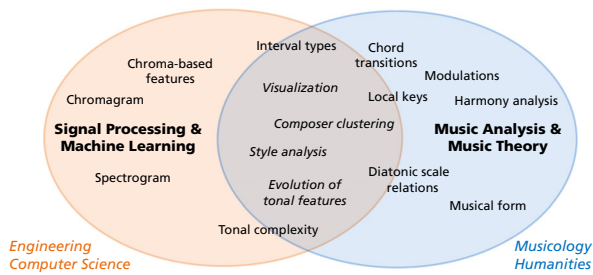 Interval types
Chord
transitions
Chroma-based
features
Modulations
Visualization
Chromagram
Local keys
Harmony analysis
Composer clustering
Signal Processing &
Machine Learning
Music Analysis &
Music Theory
Style analysis
Spectrogram
Diatonic scale
relations
Evolution of
tonal features
Musical form
Tonal complexity
Engineering
Computer Science
Musicology
Humanities